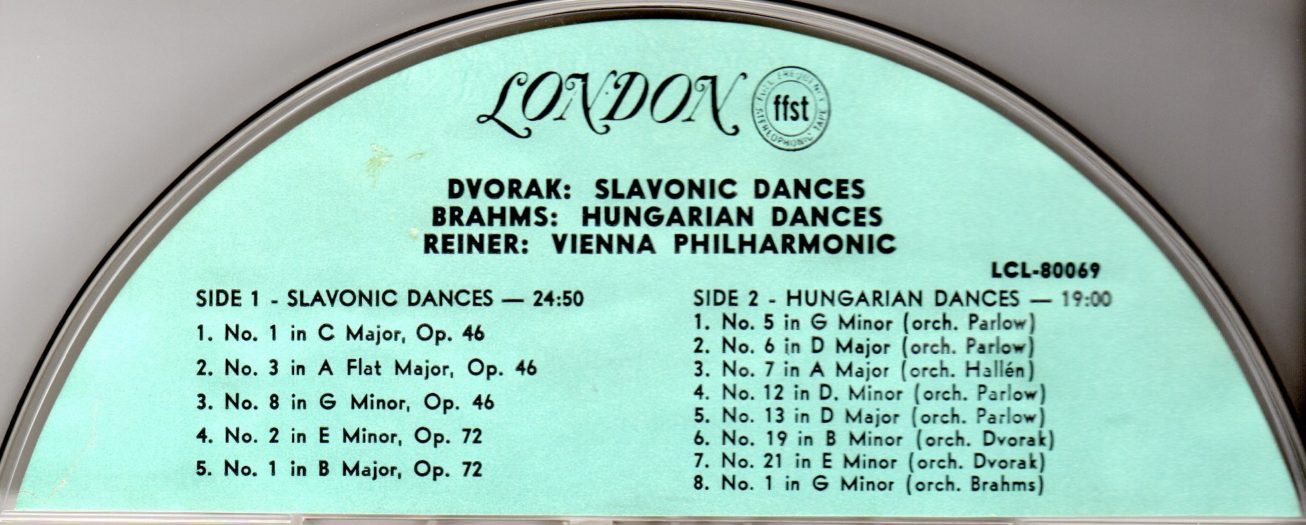 LONDON
FULL FREQUENCY STEREOPHONIC TAPE
ffst
DVORAK: SLAVONIC DANCES
BRAHMS: HUNGARIAN DANCES
REINER: VIENNA PHILHARMONIC
LCL-80069
SIDE 1 - SLAVONIC DANCES — 24:50
1. No. 1 in C Major, Op. 46
2. No. 3 in A Flat Major, Op. 46
3. No. 8 in G Minor, Op. 46
4. No. 2 in E Minor, Op. 72
5. No. 1 in B Major, Op. 72
SIDE 2 - HUNGARIAN DANCES — 19:00
1. No. 5 in G Minor (orch. Parlow)
2. No. 6 in D Major (orch. Parlow)
3. No. 7 in A Major (orch. Hallén)
4. No. 12 in D. Minor (orch. Parlow)
5. No. 13 in D Major (orch. Parlow)
6. No. 19 in B Minor (orch. Dvorak)
7. No. 21 in E Minor (orch. Dvorak)
8. No. 1 in G Minor (orch. Brahms)